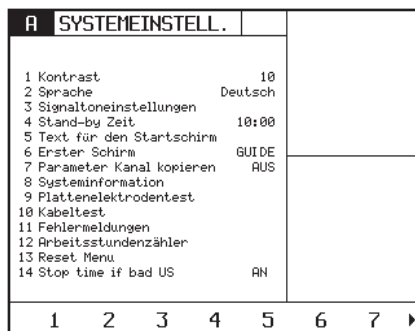 A SYSTEMEINSTELL.
1 Kontrast 10
2 Sprache Deutsch
3 Signaltoneinstellungen
4 Stand-by Zeit 10:00
5 Text für den Startschirm
6 Erster Schirm GUIDE
7 Parameter Kanal kopieren AUS
8 Systeminformation
9 Plattenelektrodentest
10 Kabeltest
11 Fehlermeldungen
12 Arbeitsstundenzähler
13 Reset Menu
14 Stop time if bad US AN
1 2 3 4 5 6 7